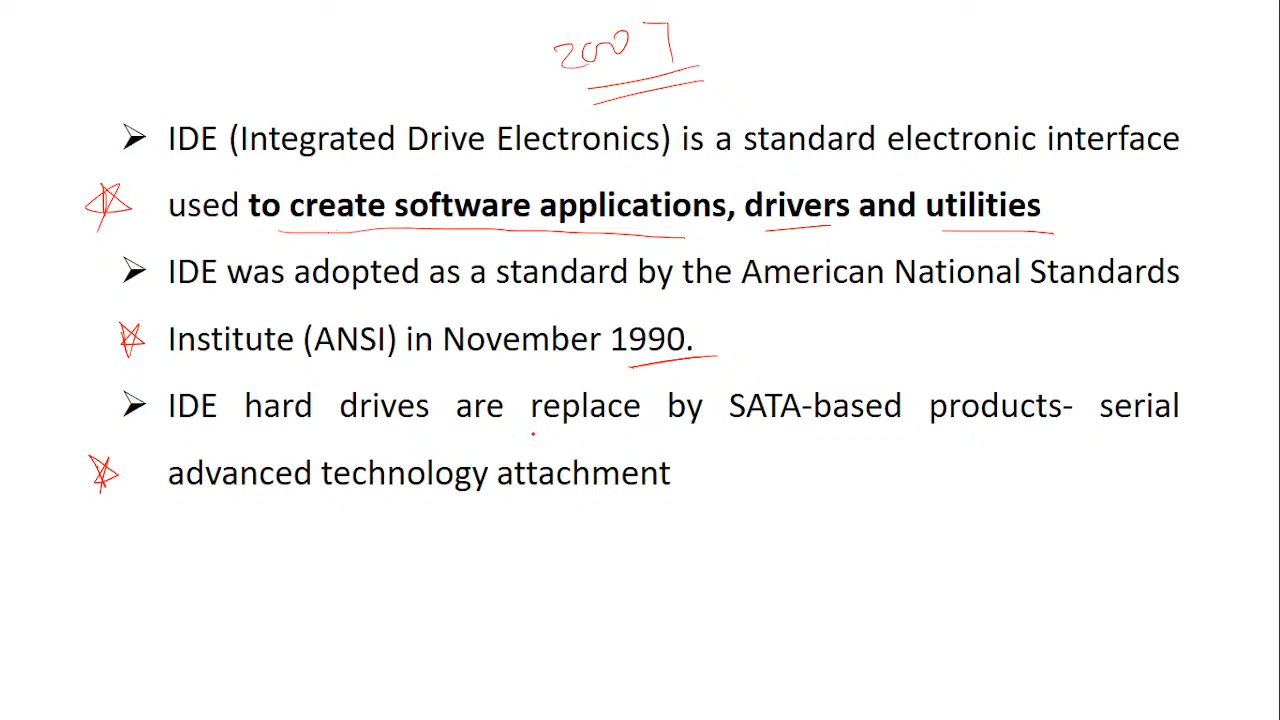 2007
IDE (Integrated Drive Electronics) is a standard electronic interface
used to create software applications, drivers and utilities
IDE was adopted as a standard by the American National Standards
Institute (ANSI) in November 1990.
IDE hard drives are replace by SATA-based products- serial
advanced technology attachment